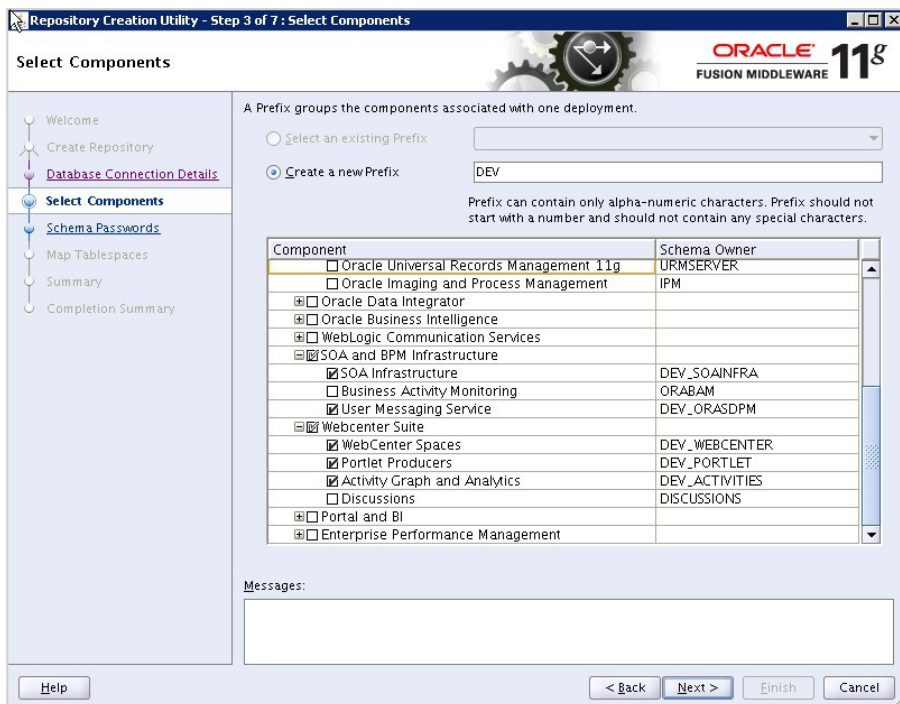 Repository Creation Utility - Step 3 of 7 : Select Components
Select Components
ORACLE
FUSION MIDDLEWARE 11g
Welcome
Create Repository
Database Connection Details
Select Components
Schema Passwords
Map Tablespaces
Summary
Completion Summary
A Prefix groups the components associated with one deployment.
Select an existing Prefix
Create a new Prefix DEV
Prefix can contain only alpha-numeric characters. Prefix should not
start with a number and should not contain any special characters.
Component Schema Owner
Oracle Universal Records Management 11g URMSERVER
Oracle Imaging and Process Management IPM
Oracle Data Integrator
Oracle Business Intelligence
WebLogic Communication Services
SOA and BPM Infrastructure
SOA Infrastructure DEV_SOAINFRA
Business Activity Monitoring ORABAM
User Messaging Service DEV_ORASDPM
Webcenter Suite
WebCenter Spaces DEV_WEBCENTER
Portlet Producers DEV_PORTLET
Activity Graph and Analytics DEV_ACTIVITIES
Discussions DISCUSSIONS
Portal and BI
Enterprise Performance Management
Messages:
Help < Back Next > Finish Cancel